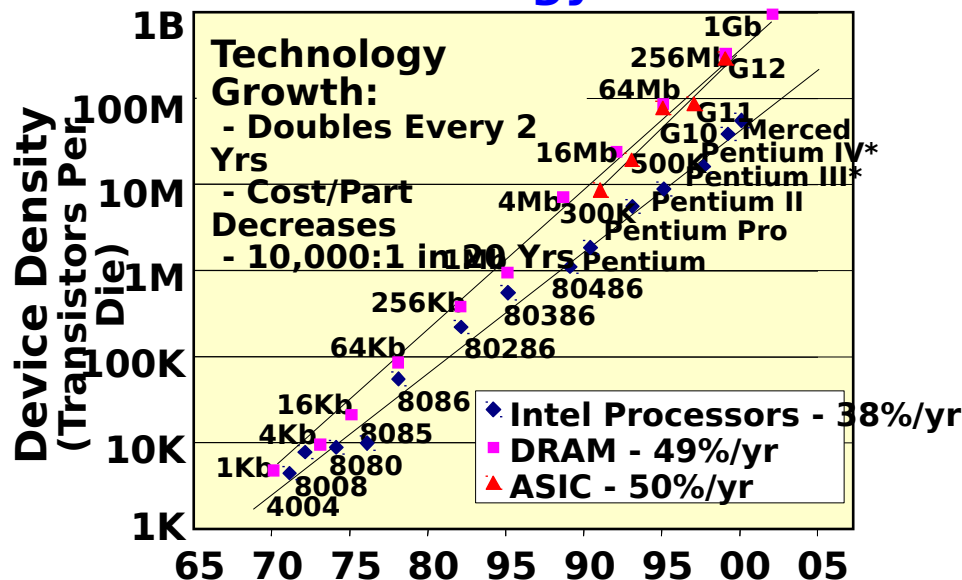 1B
100M
10M
1M
100K
10K
1K
Device Density
(Transistors Per
Die)
Technology
Growth:
- Doubles Every 2
Yrs
- Cost/Part
Decreases
- 10,000:1 in 20 Yrs
1Gb
256Mb
G12
64Mb
G11
G10
Merced
16Mb
500K
Pentium IV*
Pentium III*
4Mb
300K
Pentium II
Pentium Pro
1Mb
Pentium
80486
256Kb
80386
80286
64Kb
8086
16Kb
8085
4Kb
8080
1Kb
8008
4004
Intel Processors - 38%/yr
DRAM - 49%/yr
ASIC - 50%/yr
65 70 75 80 85 90 95 00 05